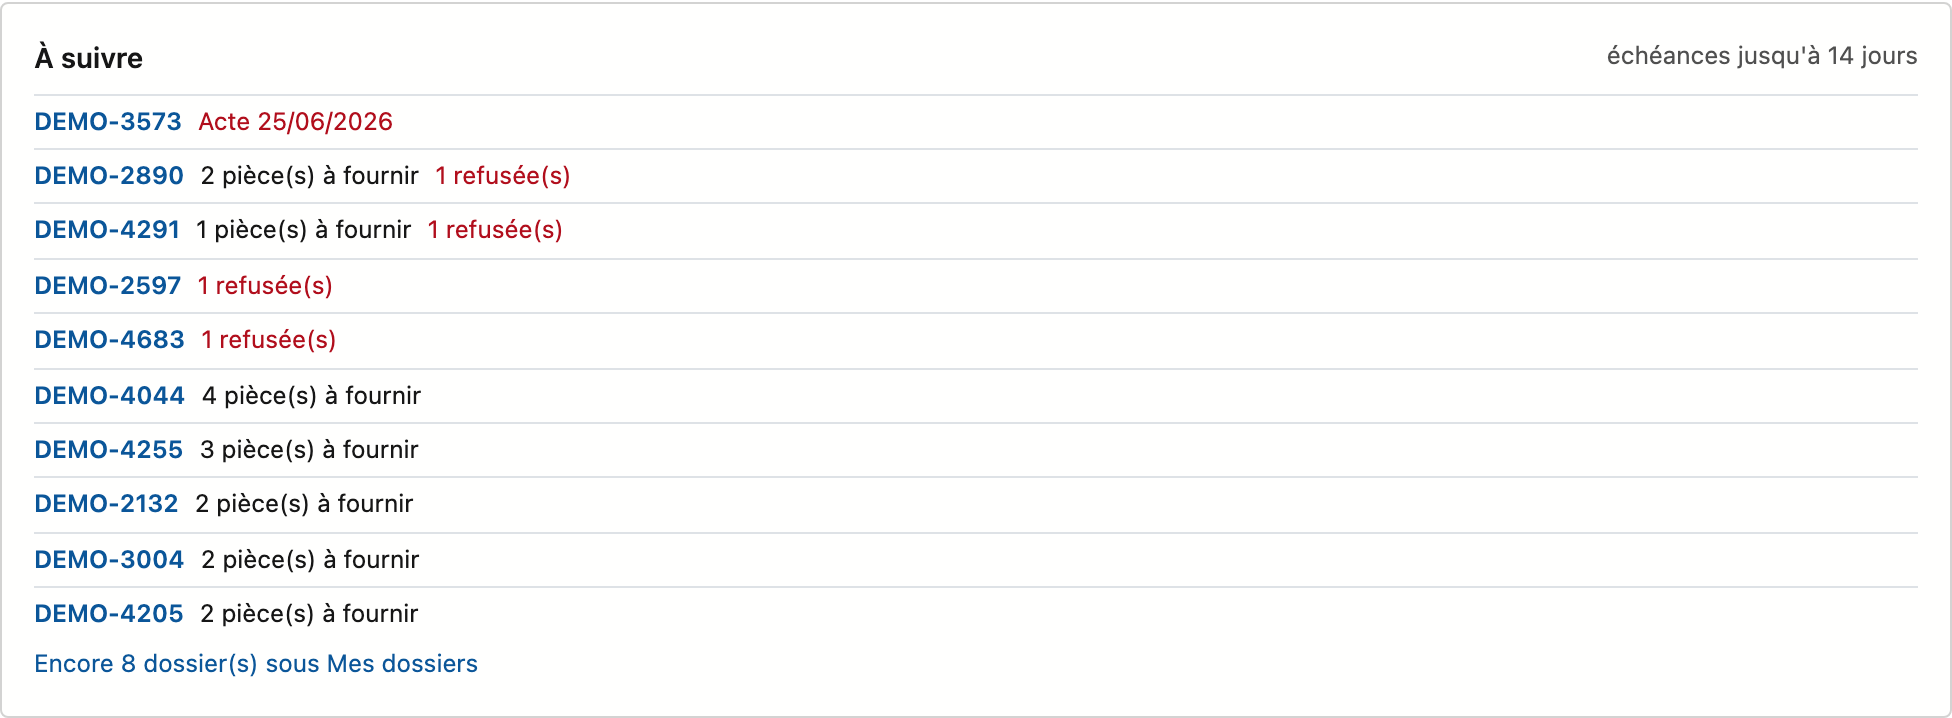 À suivre
échéances jusqu'à 14 jours
DEMO-3573 Acte 25/06/2026
DEMO-2890 2 pièce(s) à fournir 1 refusée(s)
DEMO-4291 1 pièce(s) à fournir 1 refusée(s)
DEMO-2597 1 refusée(s)
DEMO-4683 1 refusée(s)
DEMO-4044 4 pièce(s) à fournir
DEMO-4255 3 pièce(s) à fournir
DEMO-2132 2 pièce(s) à fournir
DEMO-3004 2 pièce(s) à fournir
DEMO-4205 2 pièce(s) à fournir
Encore 8 dossier(s) sous Mes dossiers